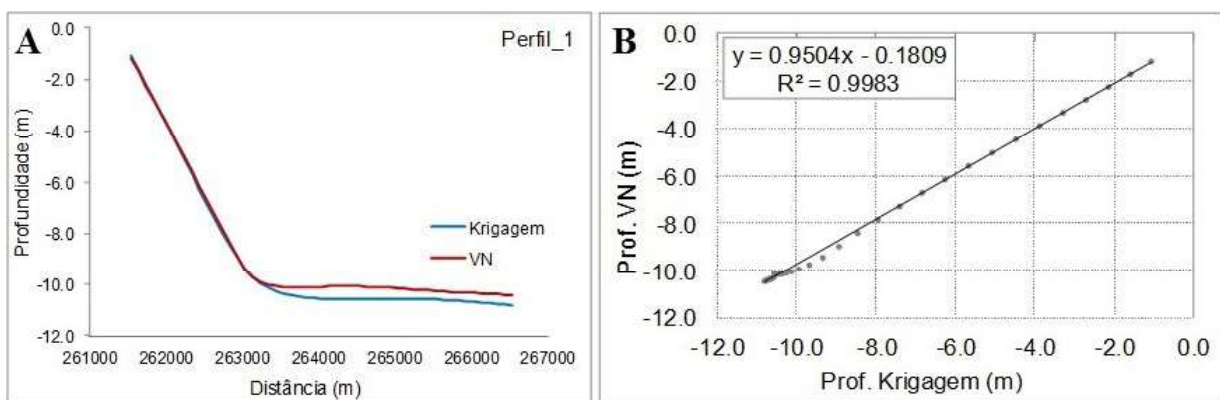 A
Perfil_1
0.0
-2.0
-4.0
-6.0
-8.0
-10.0
-12.0
Profundidade (m)
Krigagem
VN
261000 262000 263000 264000 265000 266000 267000
Distância (m)
B
y = 0.9504x - 0.1809
R² = 0.9983
0.0
-2.0
-4.0
-6.0
-8.0
-10.0
-12.0
Prof. VN (m)
-12.0 -10.0 -8.0 -6.0 -4.0 -2.0 0.0
Prof. Krigagem (m)